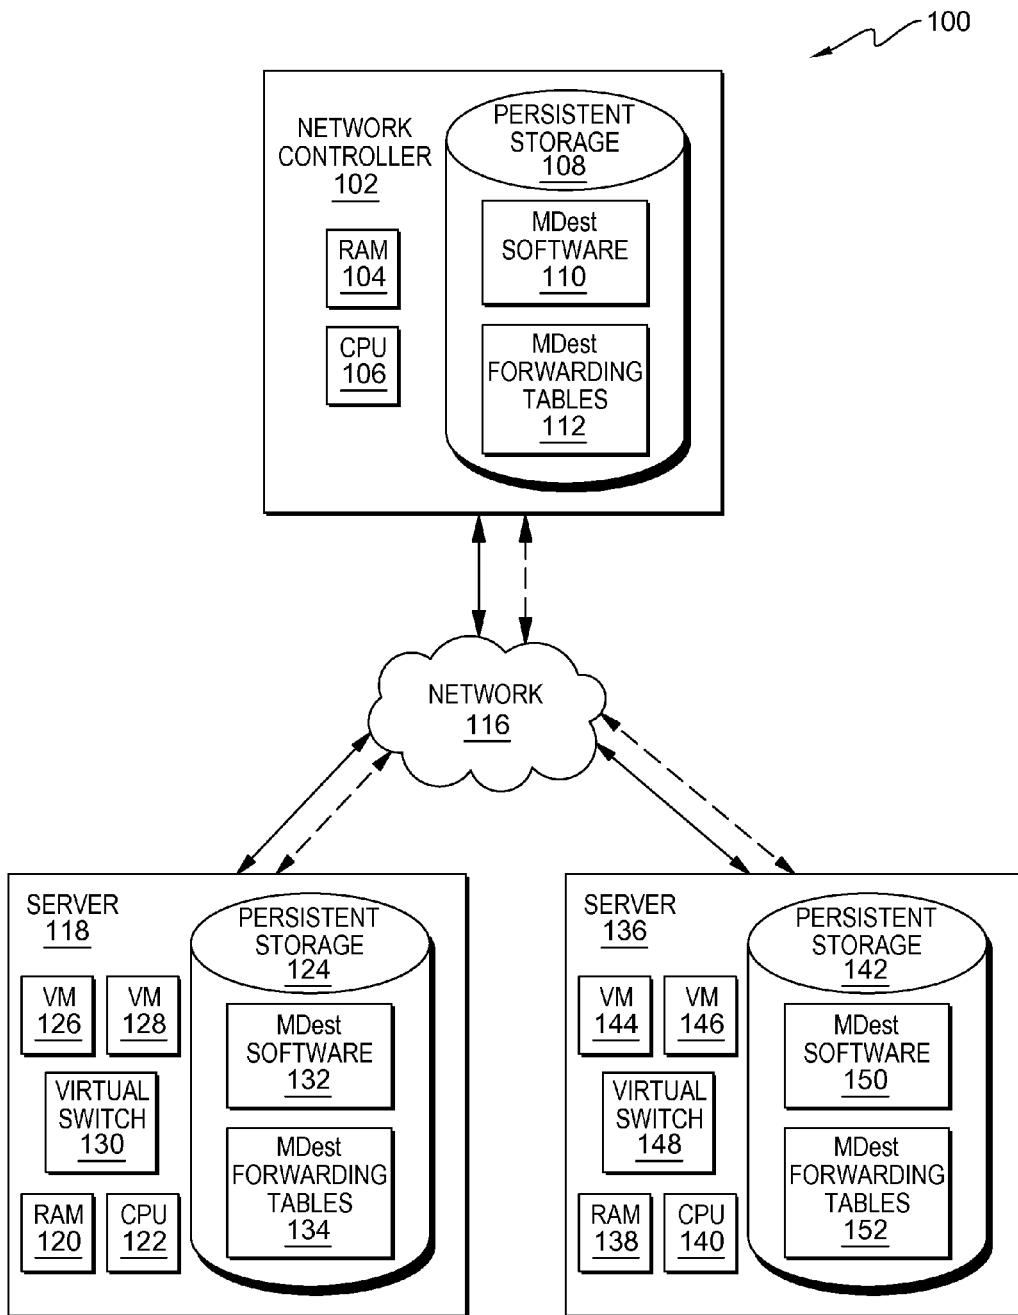 100
NETWORK
CONTROLLER
102
RAM
104
CPU
106
PERSISTENT
STORAGE
108
MDest
SOFTWARE
110
MDest
FORWARDING
TABLES
112
NETWORK
116
SERVER
118
VM
126
VM
128
VIRTUAL
SWITCH
130
RAM
120
CPU
122
PERSISTENT
STORAGE
124
MDest
SOFTWARE
132
MDest
FORWARDING
TABLES
134
SERVER
136
VM
144
VM
146
VIRTUAL
SWITCH
148
RAM
138
CPU
140
PERSISTENT
STORAGE
142
MDest
SOFTWARE
150
MDest
FORWARDING
TABLES
152